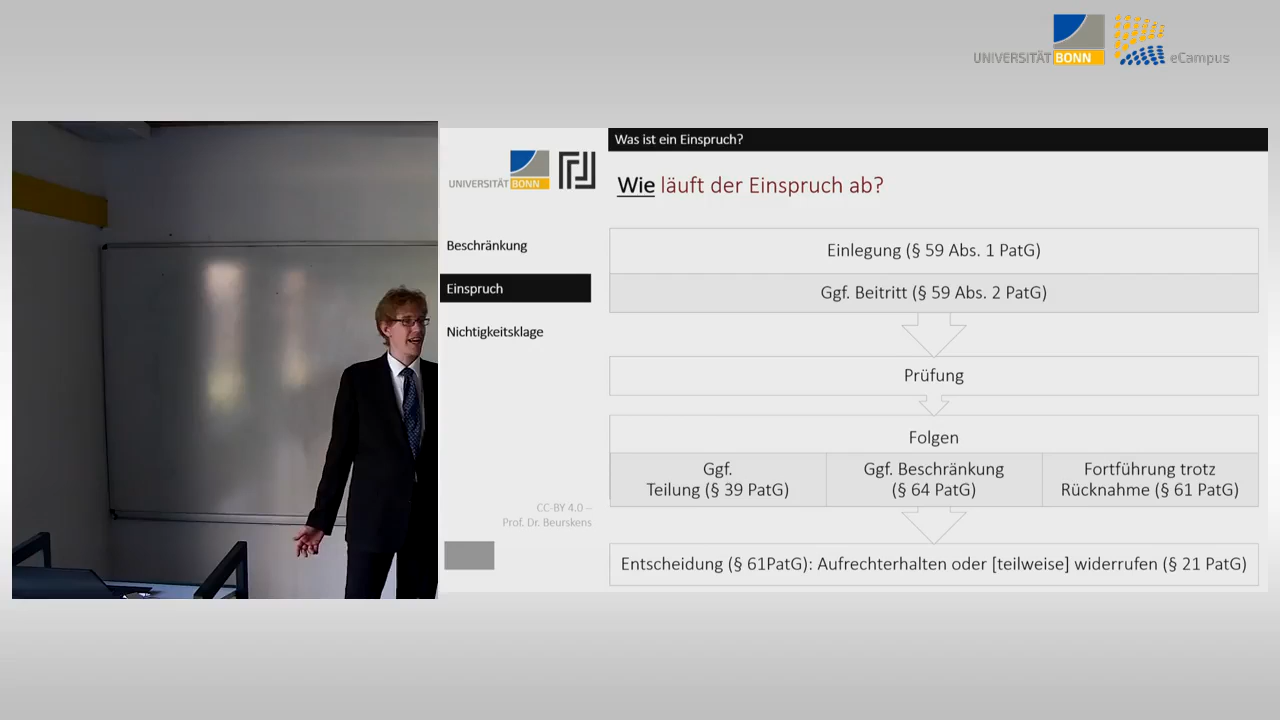 UNIVERSITÄT BONN eCampus
Was ist ein Einspruch?
UNIVERSITÄT BONN
Wie läuft der Einspruch ab?
Beschränkung
Einspruch
Nichtigkeitsklage
Einlegung (§ 59 Abs. 1 PatG)
Ggf. Beitritt (§ 59 Abs. 2 PatG)
Prüfung
Folgen
Ggf.
Teilung (§ 39 PatG)
Ggf. Beschränkung
(§ 64 PatG)
Fortführung trotz
Rücknahme (§ 61 PatG)
CC-BY 4.0 –
Prof. Dr. Beurskens
Entscheidung (§ 61PatG): Aufrechterhalten oder [teilweise] widerrufen (§ 21 PatG)